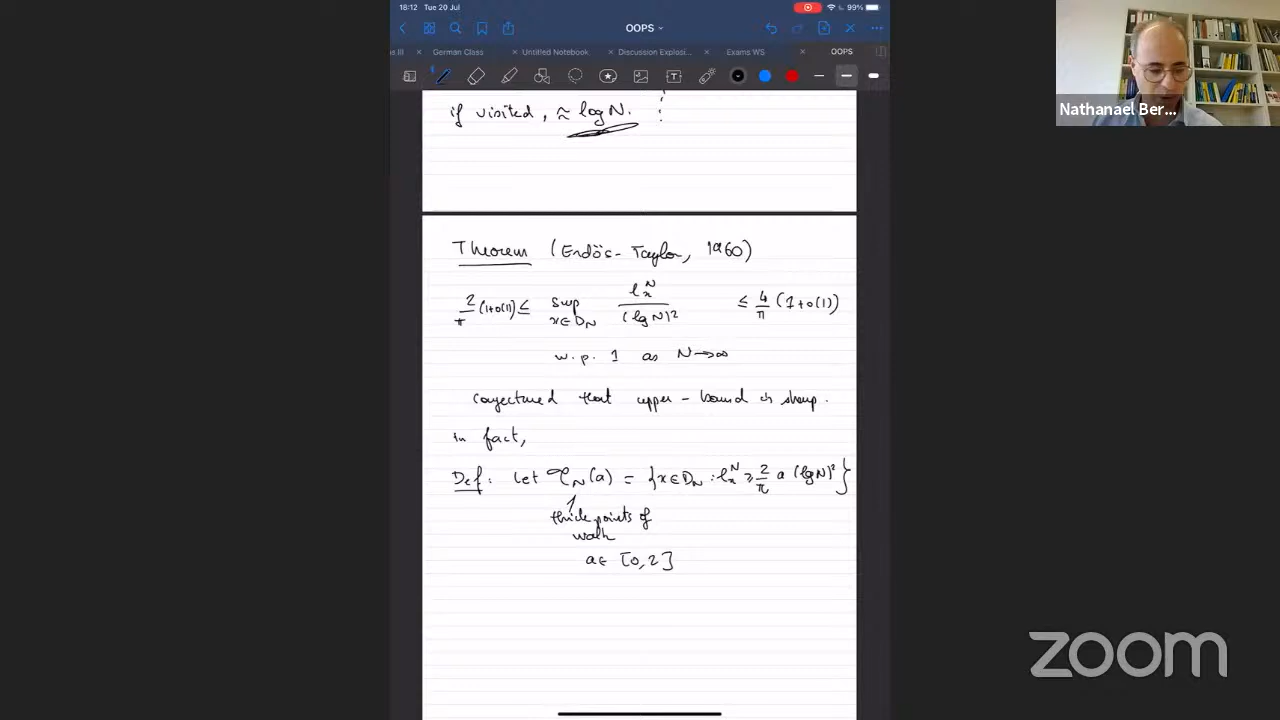 18:12 Tue 20 Jul
99%
OOPS
s III
German Class
Untitled Notebook
Discussion Explosi...
Exams WS
OOPS
Nathanael Ber...
if visited, ≈ log N.
Theorem (Erdös-Taylor, 1960)
2/π (1+o(1)) ≤ sup_{x∈D_N} ℓ_x^N / (log N)² ≤ 4/π (1+o(1))
w.p. 1 as N→∞
conjectured that upper-bound is sharp.
in fact,
Def: Let 𝒯_N(a) = {x∈D_N : ℓ_x^N ≥ 2/π a (log N)²}
↑
thick points of
walk
a∈ [0,2]
zoom